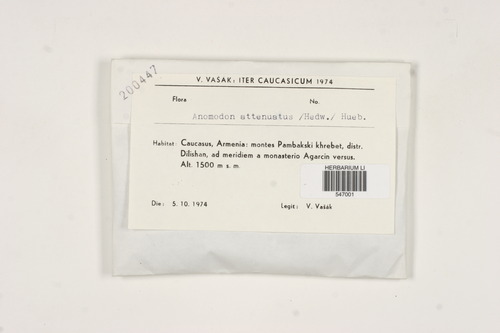 200447
V. VAŠAK: ITER CAUCASICUM 1974
Flora No.
Anomodon attenuatus /Hedw./ Hueb.
Habitat: Caucasus, Armenia: montes Pambakski khrebet, distr.
Dilishan, ad meridiem a monasterio Agarcin versus.
Alt. 1500 m s. m.
HERBARIUM LI
547001
Die: 5. 10. 1974 Legit: V. Vašák